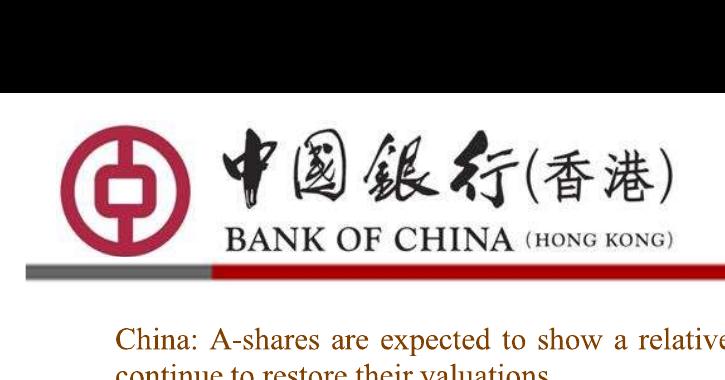 中國銀行(香港)
BANK OF CHINA (HONG KONG)
China: A-shares are expected to show a relative
continue to restore their valuations